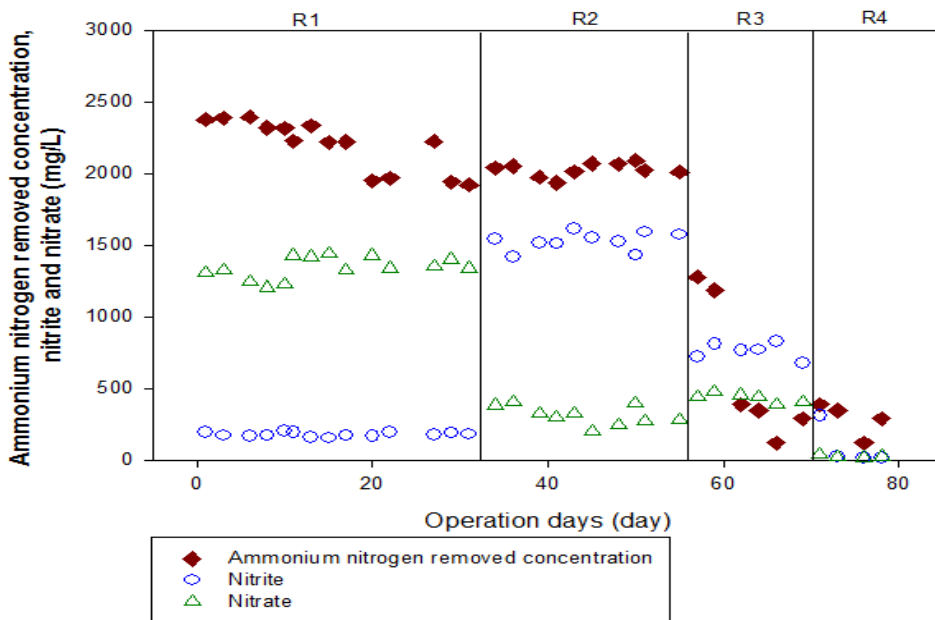 R1 R2 R3 R4
Ammonium nitrogen removed concentration,
nitrite and nitrate (mg/L)
3000
2500
2000
1500
1000
500
0
0 20 40 60 80
Operation days (day)
Ammonium nitrogen removed concentration
Nitrite
Nitrate